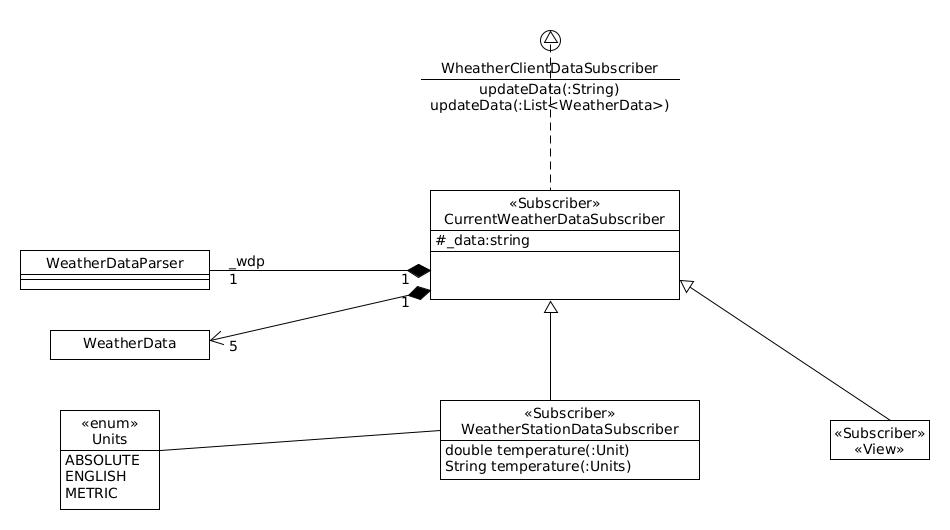 WheatherClientDataSubscriber
updateData(:String)
updateData(:List<WeatherData>)
«Subscriber»
CurrentWeatherDataSubscriber
#_data:string
WeatherDataParser
_wdp
1
1
1
WeatherData
5
«enum»
Units
ABSOLUTE
ENGLISH
METRIC
«Subscriber»
WeatherStationDataSubscriber
double temperature(:Unit)
String temperature(:Units)
«Subscriber»
«View»